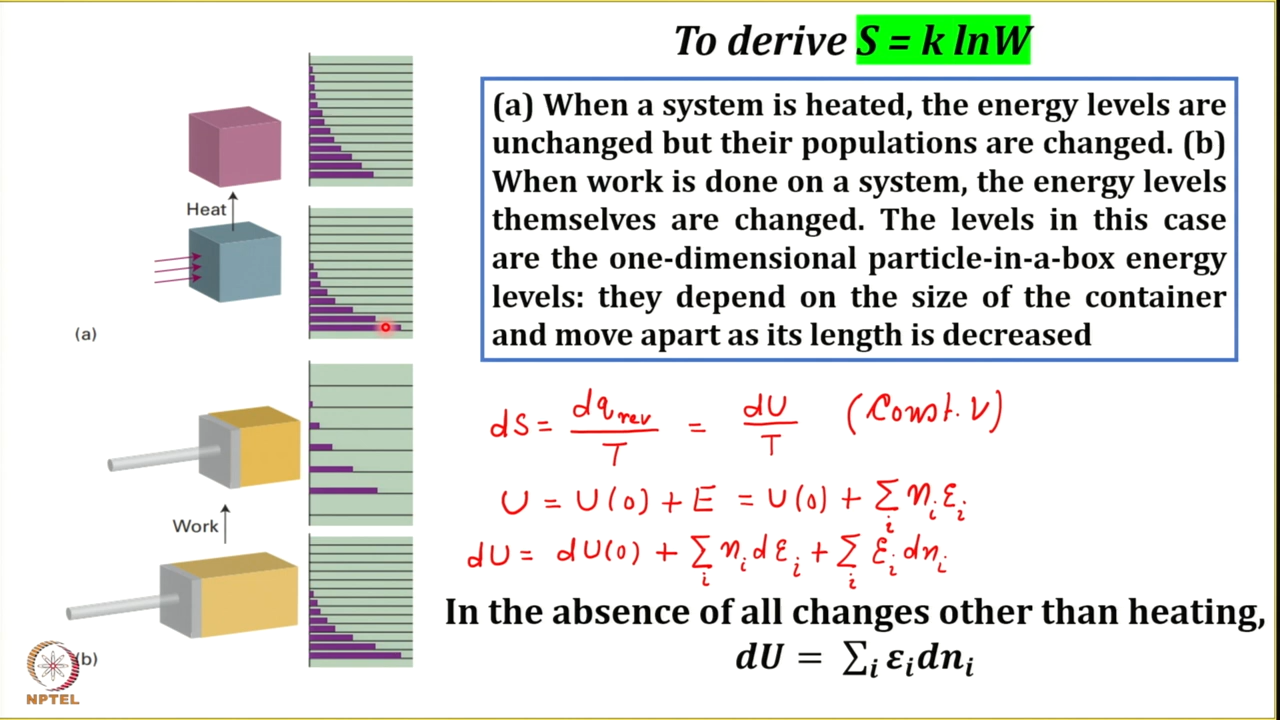 To derive S = k lnW
(a) When a system is heated, the energy levels are
unchanged but their populations are changed. (b)
When work is done on a system, the energy levels
themselves are changed. The levels in this case
are the one-dimensional particle-in-a-box energy
levels: they depend on the size of the container
and move apart as its length is decreased
Heat
(a)
dS = dq_rev / T = dU / T (Const. V)
U = U(0) + E = U(0) + Σ_i n_i ε_i
Work
dU = dU(0) + Σ_i n_i dε_i + Σ_i ε_i dn_i
In the absence of all changes other than heating,
dU = Σ_i ε_i dn_i
(b)
NPTEL